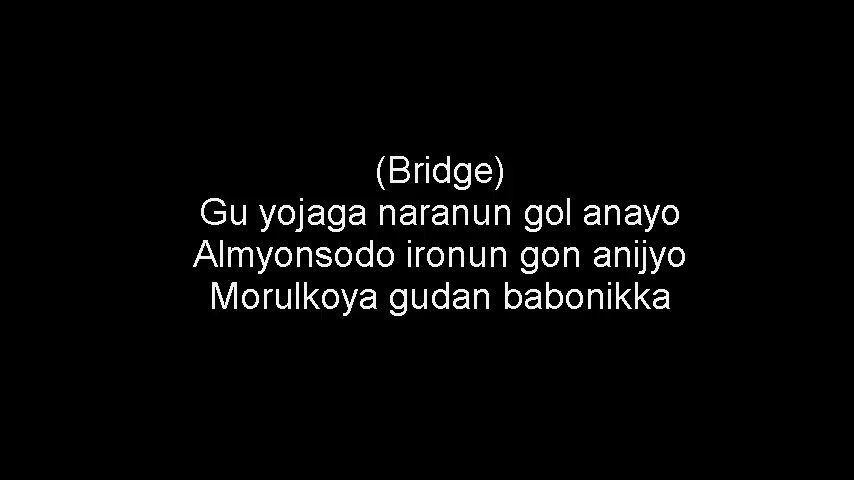 (Bridge)
Gu yojaga naranun gol anayo
Almyonsodo ironun gon anijyo
Morulkoya gudan babonikka